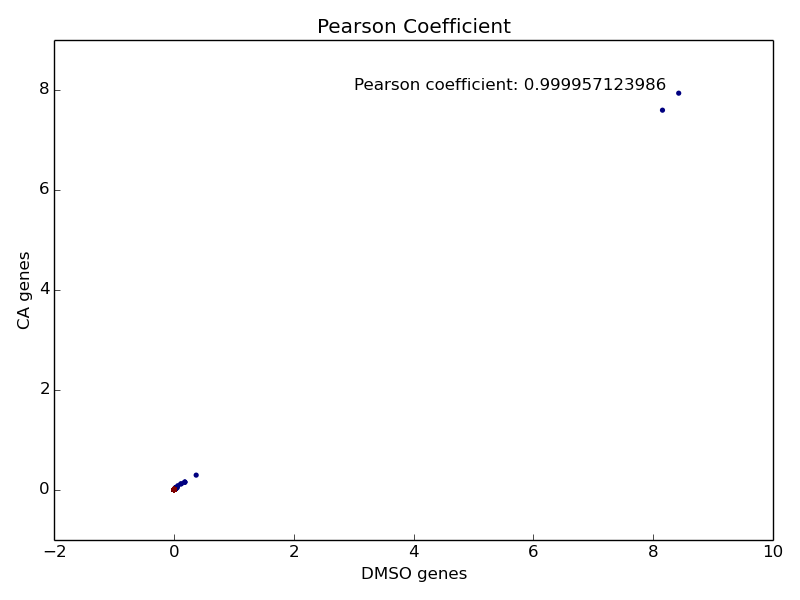 Pearson Coefficient
Pearson coefficient: 0.999957123986
8
6
4
2
0
CA genes
−2 0 2 4 6 8 10
DMSO genes